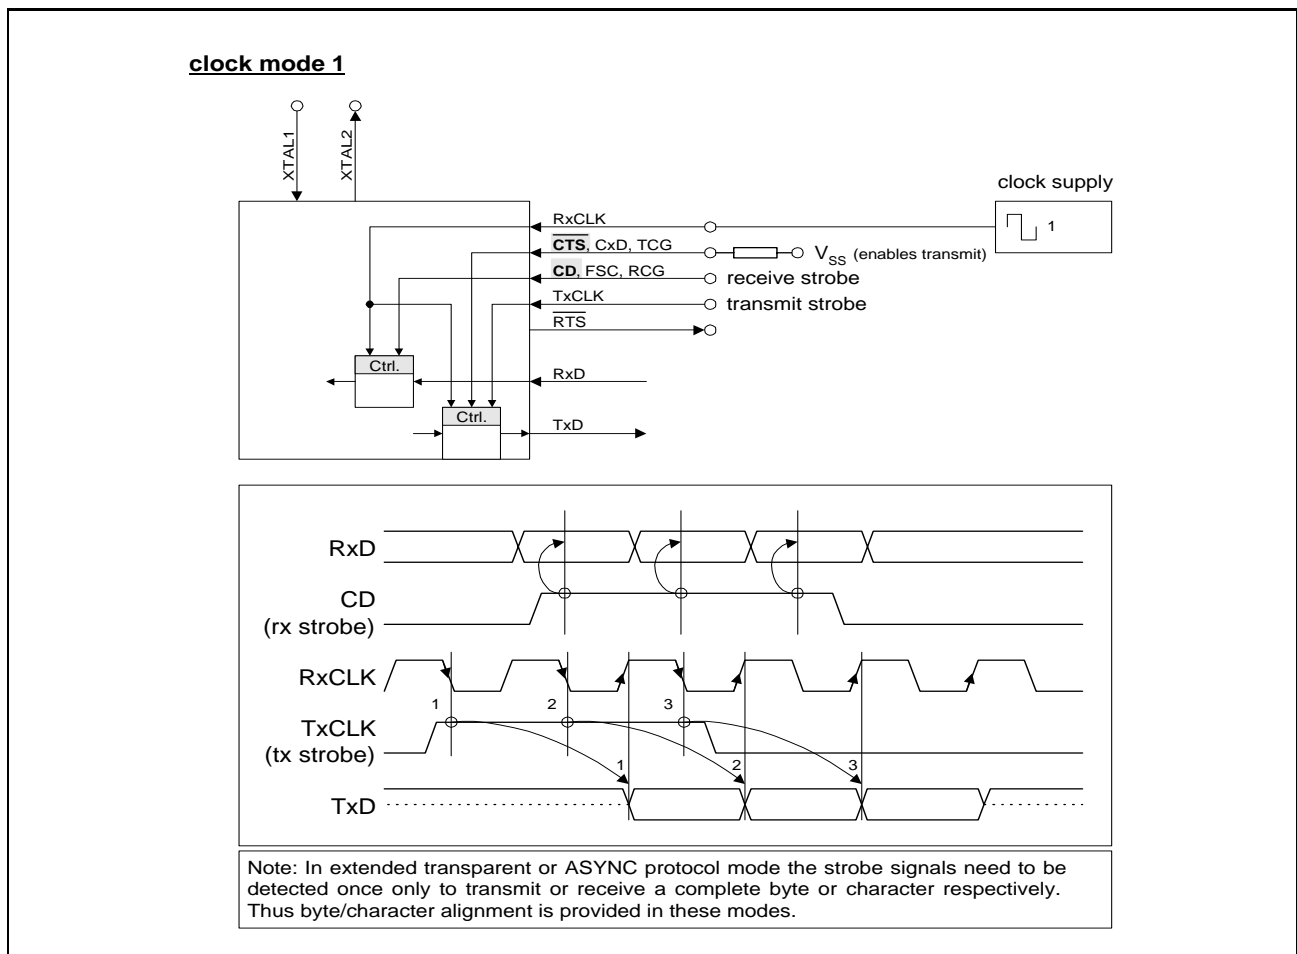 clock mode 1
XTAL1
XTAL2
clock supply
RxCLK
1
CTS, CxD, TCG
VSS (enables transmit)
CD, FSC, RCG
receive strobe
TxCLK
transmit strobe
RTS
Ctrl.
RxD
Ctrl.
TxD
RxD
CD
(rx strobe)
RxCLK
1 2 3
TxCLK
(tx strobe)
1 2 3
TxD
Note: In extended transparent or ASYNC protocol mode the strobe signals need to be
detected once only to transmit or receive a complete byte or character respectively.
Thus byte/character alignment is provided in these modes.